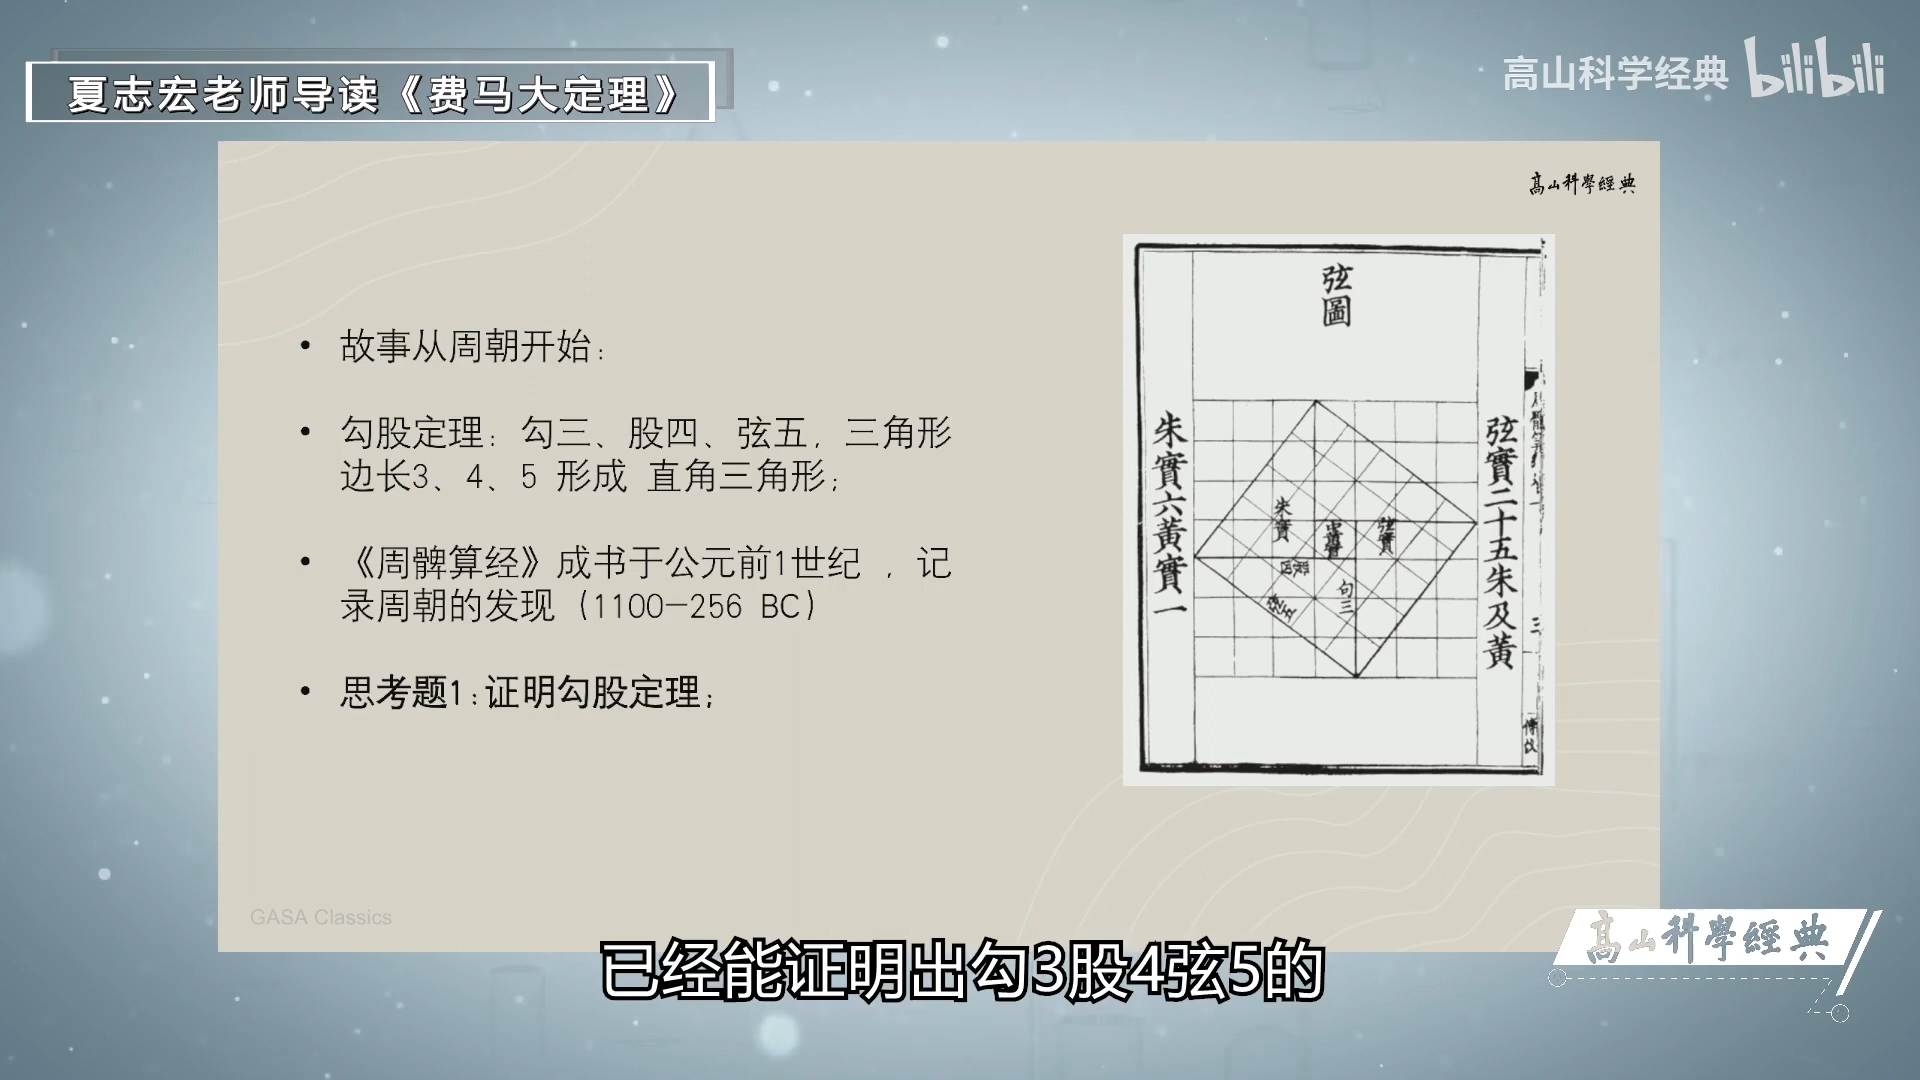 夏志宏老师导读《费马大定理》
高山科学经典 bilibili
高山科學經典
• 故事从周朝开始:
• 勾股定理: 勾三、股四、弦五, 三角形
边长3、4、5 形成 直角三角形;
• 《周髀算经》成书于公元前1世纪 , 记
录周朝的发现 (1100-256 BC)
• 思考题1:证明勾股定理;
弦圖
弦實二十五朱及黃
朱實六黃實一
朱實
弦實
句三
股四
弦五
三
GASA Classics
高山科學經典
已经能证明出勾3股4弦5的